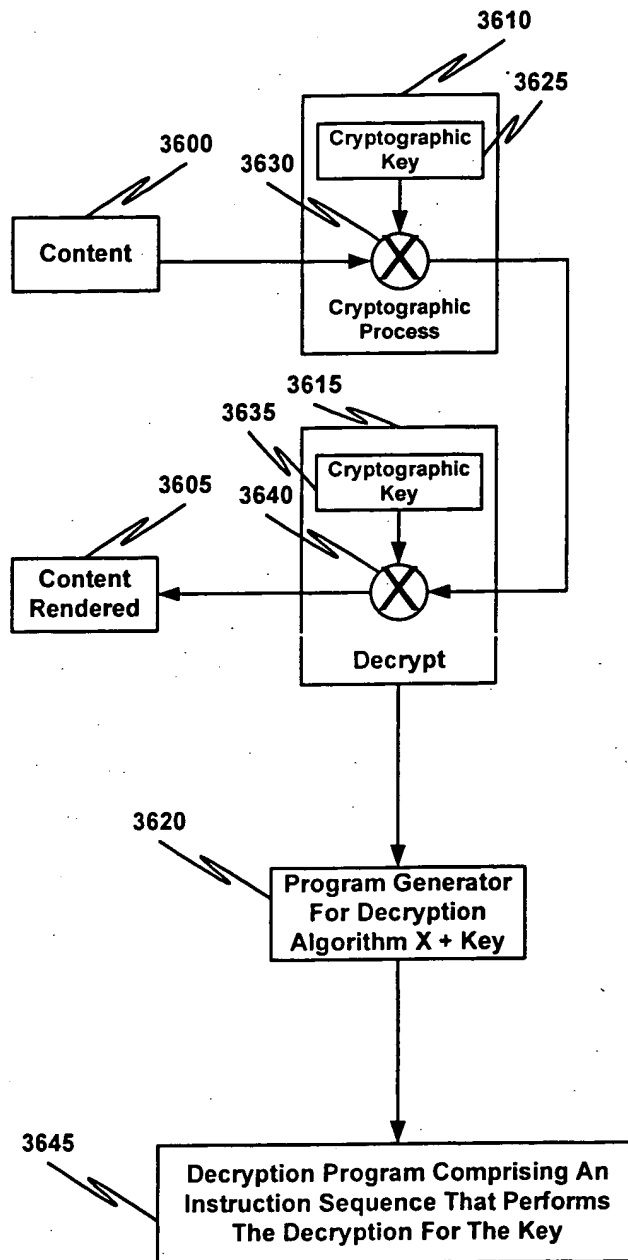 3610
3625
Cryptographic
Key
3600
3630
Content
X
Cryptographic
Process
3615
3635
Cryptographic
Key
3605
3640
Content
Rendered
X
Decrypt
3620
Program Generator
For Decryption
Algorithm X + Key
3645
Decryption Program Comprising An
Instruction Sequence That Performs
The Decryption For The Key